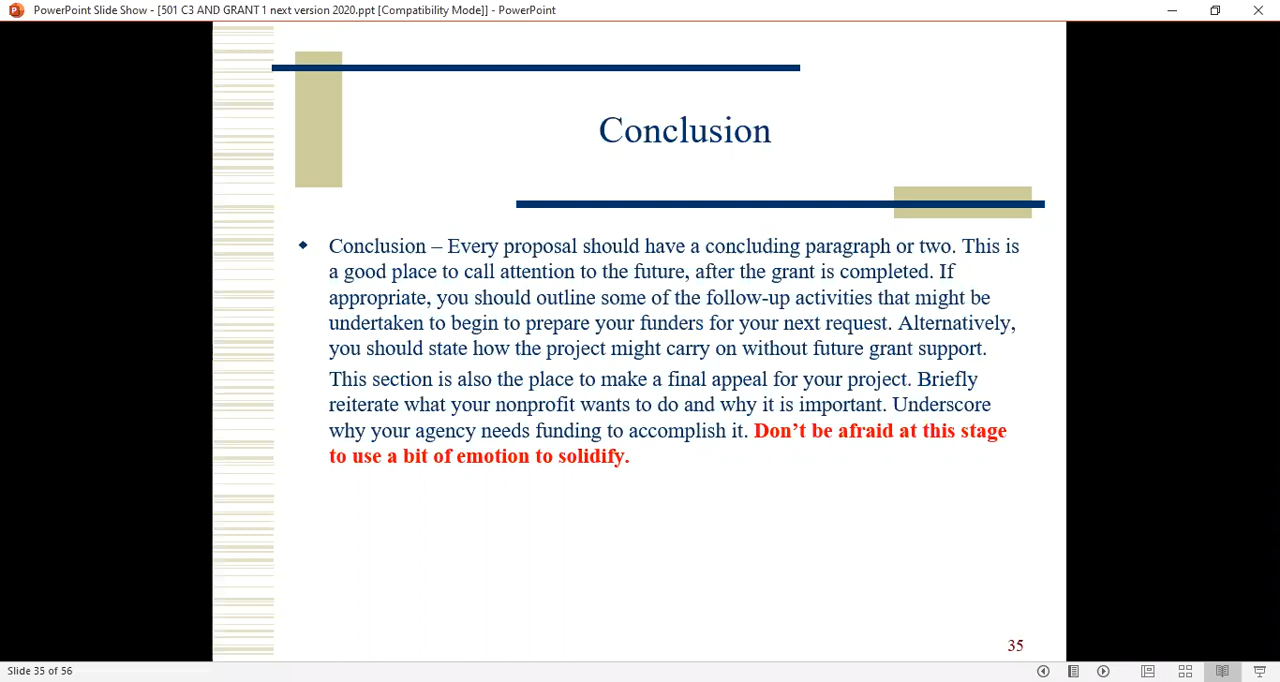 PowerPoint Slide Show - [501 C3 AND GRANT 1 next version 2020.ppt [Compatibility Mode]] - PowerPoint
Conclusion
Conclusion – Every proposal should have a concluding paragraph or two. This is
a good place to call attention to the future, after the grant is completed. If
appropriate, you should outline some of the follow-up activities that might be
undertaken to begin to prepare your funders for your next request. Alternatively,
you should state how the project might carry on without future grant support.
This section is also the place to make a final appeal for your project. Briefly
reiterate what your nonprofit wants to do and why it is important. Underscore
why your agency needs funding to accomplish it. Don’t be afraid at this stage
to use a bit of emotion to solidify.
35
Slide 35 of 56